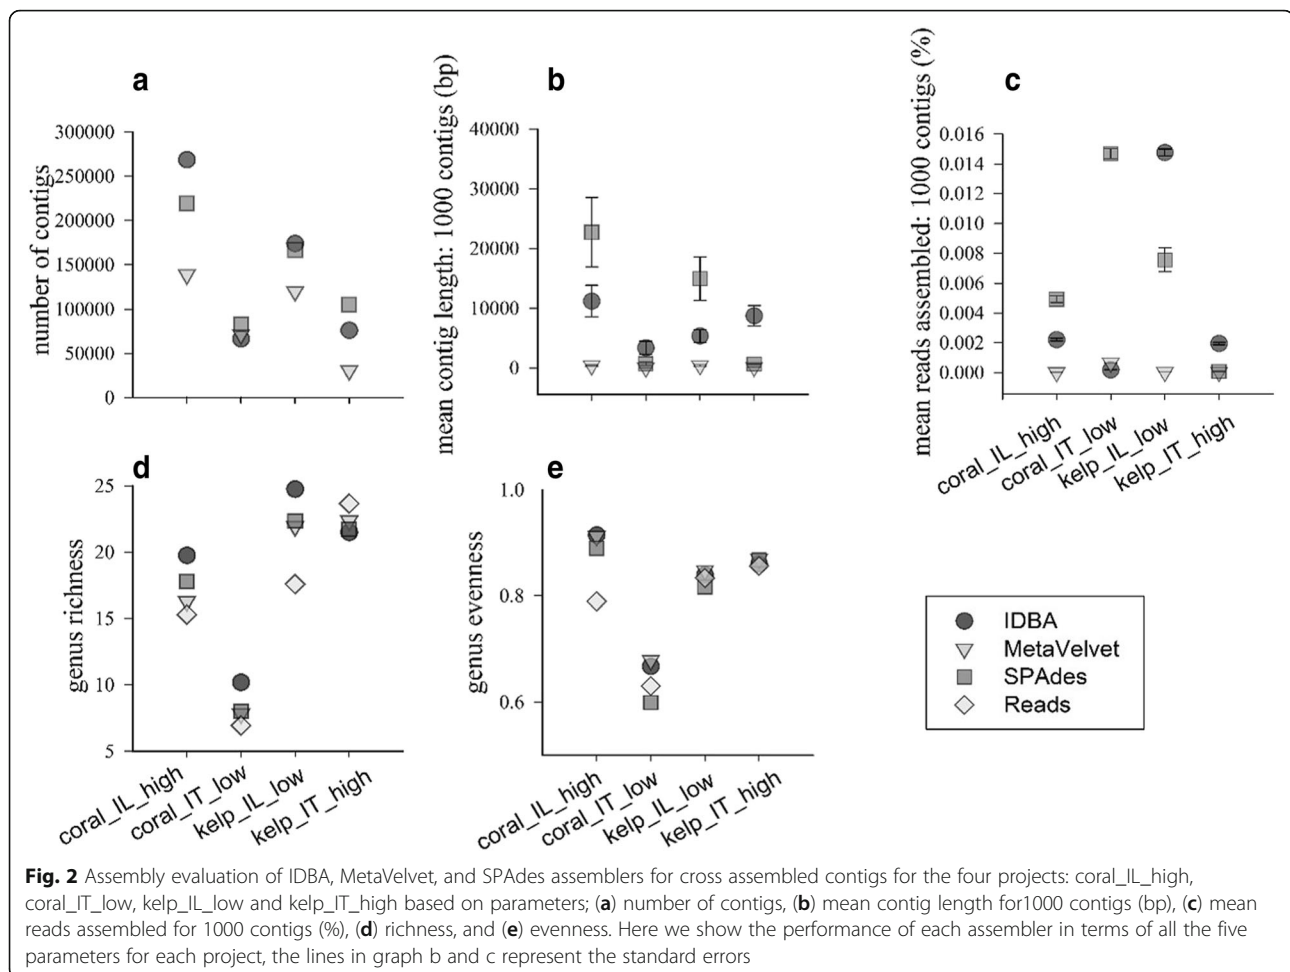 a
number of contigs
300000
250000
200000
150000
100000
50000
0
b
mean contig length: 1000 contigs (bp)
40000
30000
20000
10000
0
c
mean reads assembled: 1000 contigs (%)
0.016
0.014
0.012
0.010
0.008
0.006
0.004
0.002
0.000
coral_IL_high
coral_IT_low
kelp_IL_low
kelp_IT_high
d
genus richness
25
20
15
10
5
coral_IL_high
coral_IT_low
kelp_IL_low
kelp_IT_high
e
genus evenness
1.0
0.8
0.6
coral_IL_high
coral_IT_low
kelp_IL_low
kelp_IT_high
IDBA
MetaVelvet
SPAdes
Reads
Fig. 2 Assembly evaluation of IDBA, MetaVelvet, and SPAdes assemblers for cross assembled contigs for the four projects: coral_IL_high,
coral_IT_low, kelp_IL_low and kelp_IT_high based on parameters; (a) number of contigs, (b) mean contig length for1000 contigs (bp), (c) mean
reads assembled for 1000 contigs (%), (d) richness, and (e) evenness. Here we show the performance of each assembler in terms of all the five
parameters for each project, the lines in graph b and c represent the standard errors